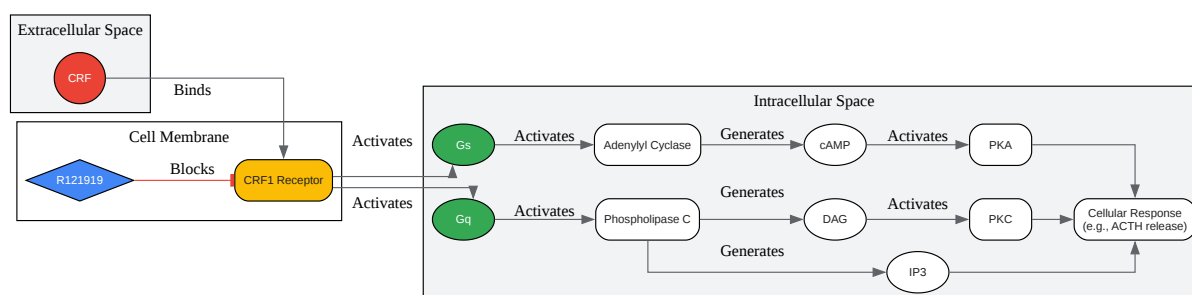 Extracellular Space
CRF
Binds
Cell Membrane
R121919
Blocks
CRF1 Receptor
Activates
Activates
Intracellular Space
Gs
Activates
Adenylyl Cyclase
Generates
cAMP
Activates
PKA
Gq
Activates
Phospholipase C
Generates
DAG
Activates
PKC
Generates
IP3
Cellular Response
(e.g., ACTH release)